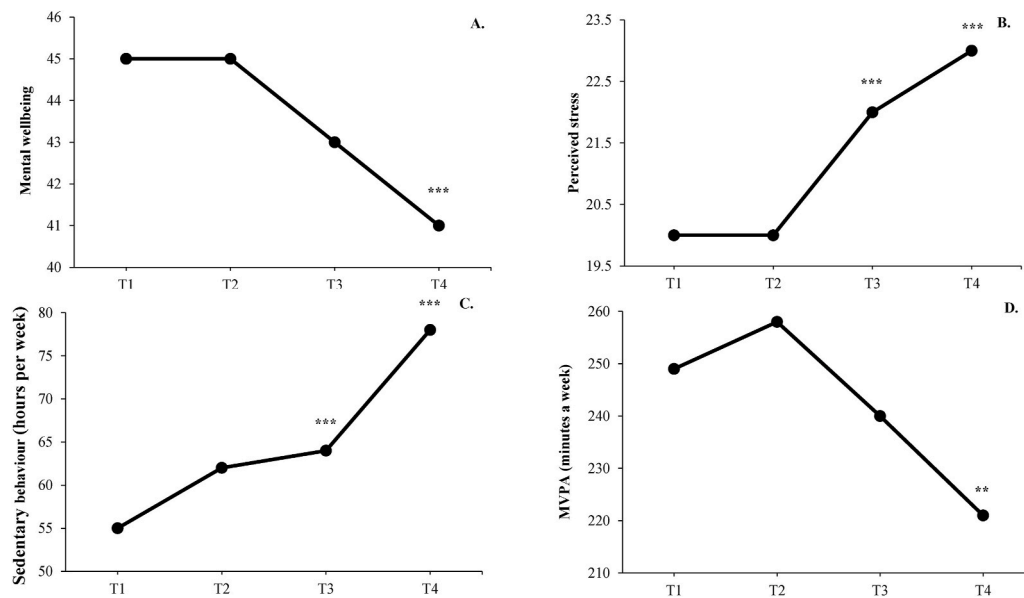 A.
Mental wellbeing
46
45
44
43
42
41
40
***
T1 T2 T3 T4
B.
Perceived stress
23.5
22.5
21.5
20.5
19.5
***
***
T1 T2 T3 T4
C.
Sedentary behaviour (hours per week)
80
75
70
65
60
55
50
***
***
T1 T2 T3 T4
D.
MVPA (minutes a week)
260
250
240
230
220
210
**
T1 T2 T3 T4